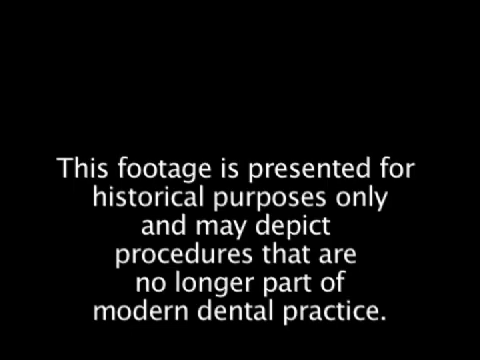 This footage is presented for
historical purposes only
and may depict
procedures that are
no longer part of
modern dental practice.